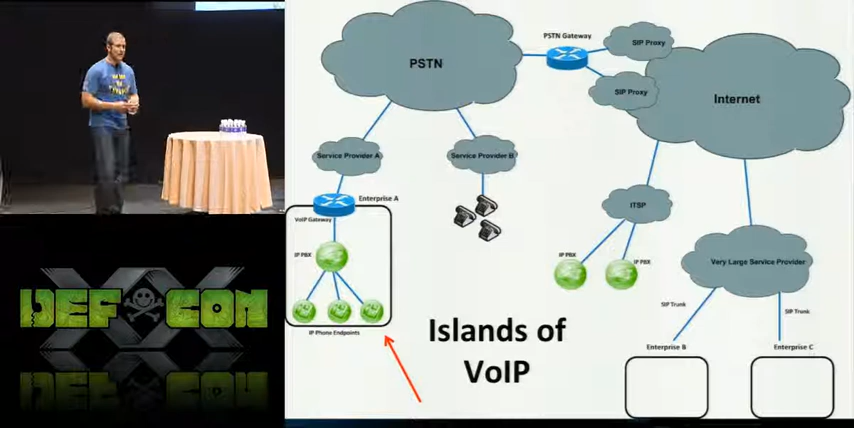 PSTN
PSTN Gateway
SIP Proxy
SIP Proxy
Internet
Service Provider A
Service Provider B
Enterprise A
VoIP Gateway
IP PBX
IP Phone Endpoints
ITSP
IP PBX
IP PBX
Very Large Service Provider
SIP Trunk
SIP Trunk
Enterprise B
Enterprise C
Islands of
VoIP
DEF CON
XX